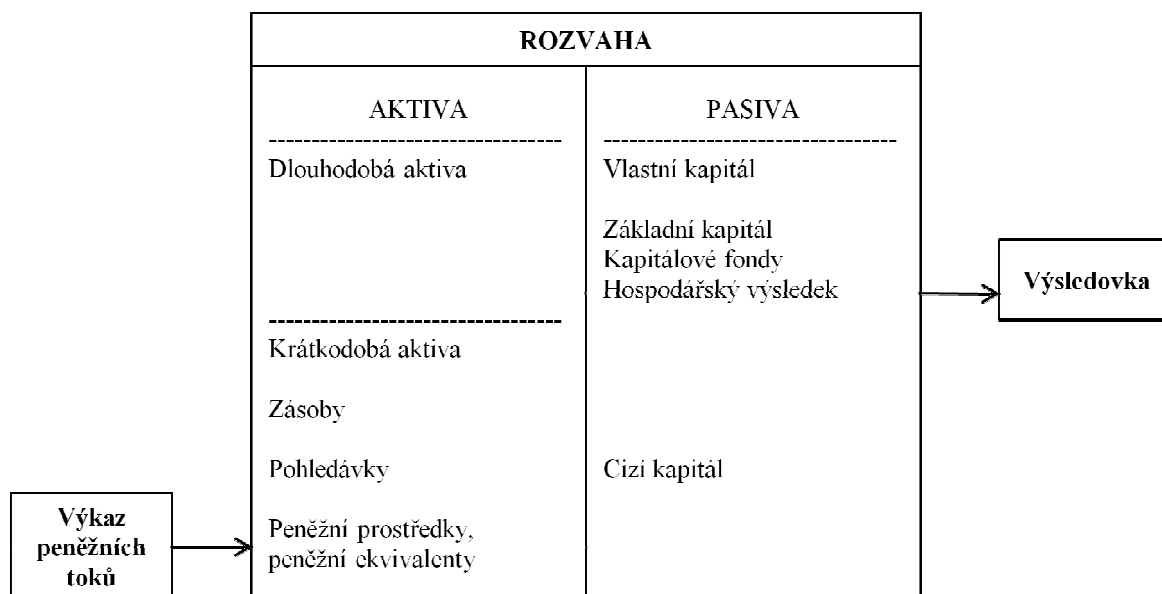 ROZVAHA
AKTIVA
----------------------------------
Dlouhodobá aktiva
----------------------------------
Krátkodobá aktiva
Zásoby
Pohledávky
Peněžní prostředky,
peněžní ekvivalenty
PASIVA
----------------------------------
Vlastní kapitál
Základní kapitál
Kapitálové fondy
Hospodářský výsledek
Cizí kapitál
Výsledovka
Výkaz
peněžních
toků